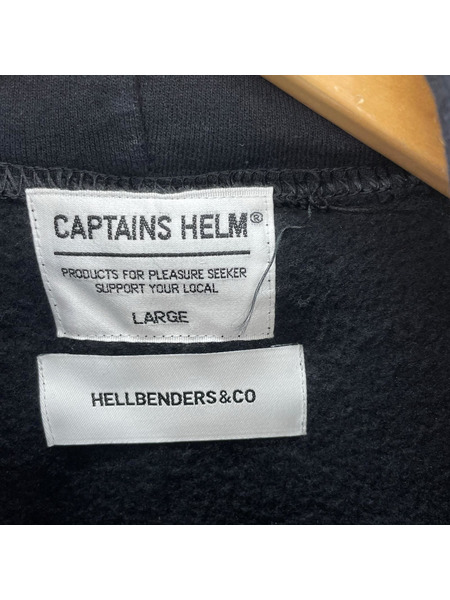 CAPTAINS HELM®
PRODUCTS FOR PLEASURE SEEKER
SUPPORT YOUR LOCAL
LARGE
HELLBENDERS&CO